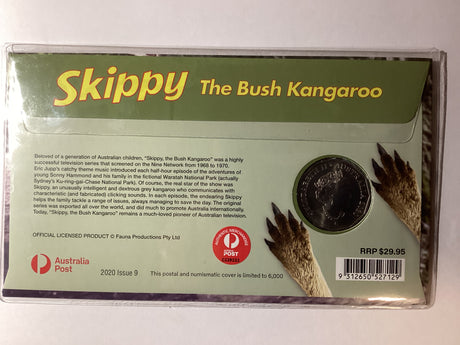 Skippy The Bush Kangaroo
Beloved of a generation of Australian children, "Skippy, the Bush Kangaroo" was a highly
successful television series that screened on the Nine Network from 1968 to 1970.
Eric Jupp's catchy theme music introduced each half-hour episode of the adventures of
young Sonny Hammond and his family in the fictional Waratah National Park (actually
Sydney's Ku-ring-gai-Chase National Park). Of course, the real star of the show was
Skippy, an unusually intelligent and dextrous grey kangaroo who communicates with
characteristic (and fabricated) clicking sounds. In each episode, the endearing Skippy
helps the family tackle a range of issues, always managing to save the day. The original
series was exported all over the world, and did much to promote Australia internationally.
Today, "Skippy, the Bush Kangaroo" remains a much-loved pioneer of Australian television.
OFFICIAL LICENSED PRODUCT © Fauna Productions Pty Ltd
AUTHENTIC MERCHANDISE
POST
Australia
Post
2020 Issue 9
This postal and numismatic cover is limited to 6,000
RRP $29.95
9 312650 527129